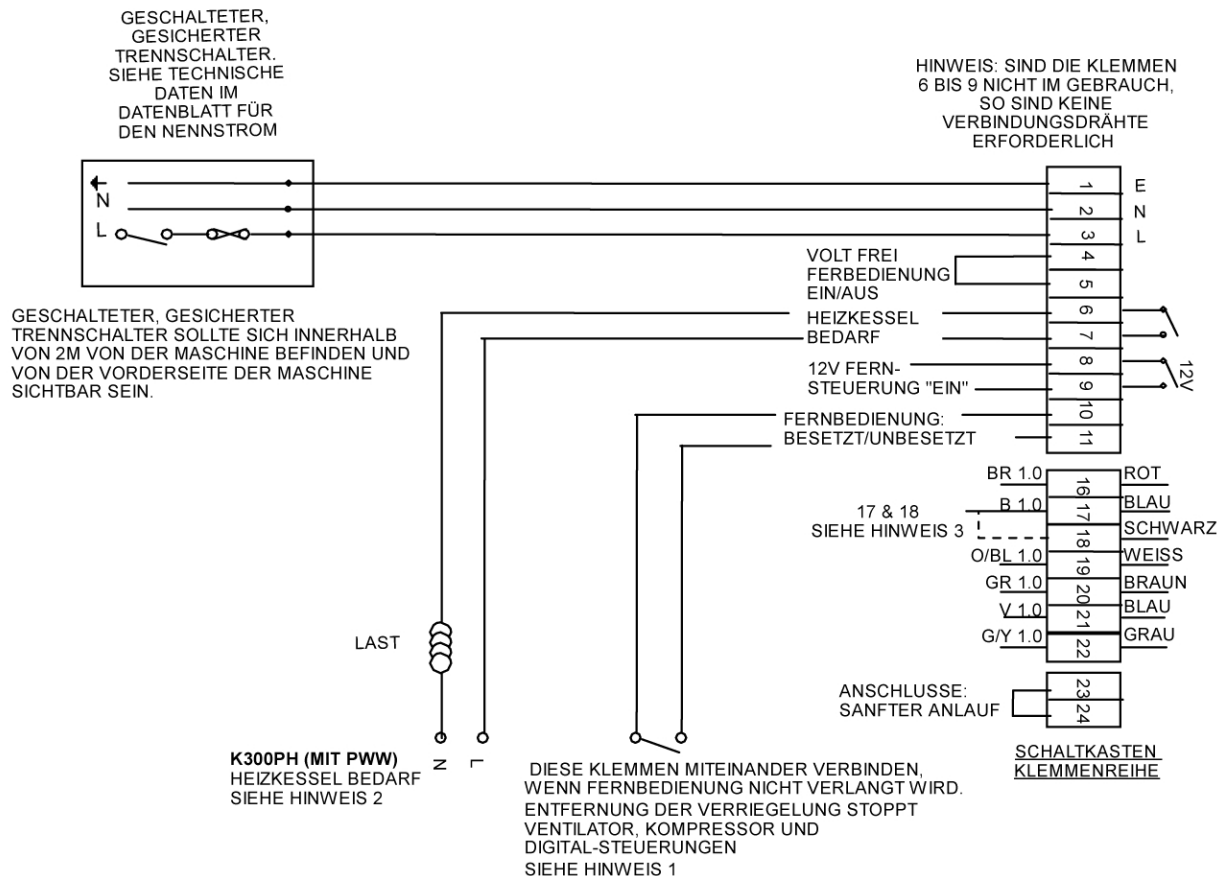 GESCHALTETER,
GESICHERTER
TRENNSCHALTER.
SIEHE TECHNISCHE
DATEN IM
DATENBLATT FÜR
DEN NENNSTROM
HINWEIS: SIND DIE KLEMMEN
6 BIS 9 NICHT IM GEBRAUCH,
SO SIND KEINE
VERBINDUNGSDRÄHTE
ERFORDERLICH
N
L
GESCHALTETER, GESICHERTER
TRENNSCHALTER SOLLTE SICH INNERHALB
VON 2M VON DER MASCHINE BEFINDEN UND
VON DER VORDERSEITE DER MASCHINE
SICHTBAR SEIN.
1 E
2 N
3 L
VOLT FREI
FERBEDIENUNG
EIN/AUS
4
5
HEIZKESSEL
BEDARF
6
7
12V FERN-
STEUERUNG "EIN"
8
9
12V
FERNBEDIENUNG:
BESETZT/UNBESETZT
10
11
BR 1.0 16 ROT
B 1.0 17 BLAU
17 & 18
SIEHE HINWEIS 3
18 SCHWARZ
O/BL 1.0 19 WEISS
GR 1.0 20 BRAUN
V 1.0 21 BLAU
G/Y 1.0 22 GRAU
ANSCHLUSSE:
SANFTER ANLAUF
23
24
SCHALTKASTEN
KLEMMENREIHE
LAST
N
L
K300PH (MIT PWW)
HEIZKESSEL BEDARF
SIEHE HINWEIS 2
DIESE KLEMMEN MITEINANDER VERBINDEN,
WENN FERNBEDIENUNG NICHT VERLANGT WIRD.
ENTFERNUNG DER VERRIEGELUNG STOPPT
VENTILATOR, KOMPRESSOR UND
DIGITAL-STEUERUNGEN
SIEHE HINWEIS 1